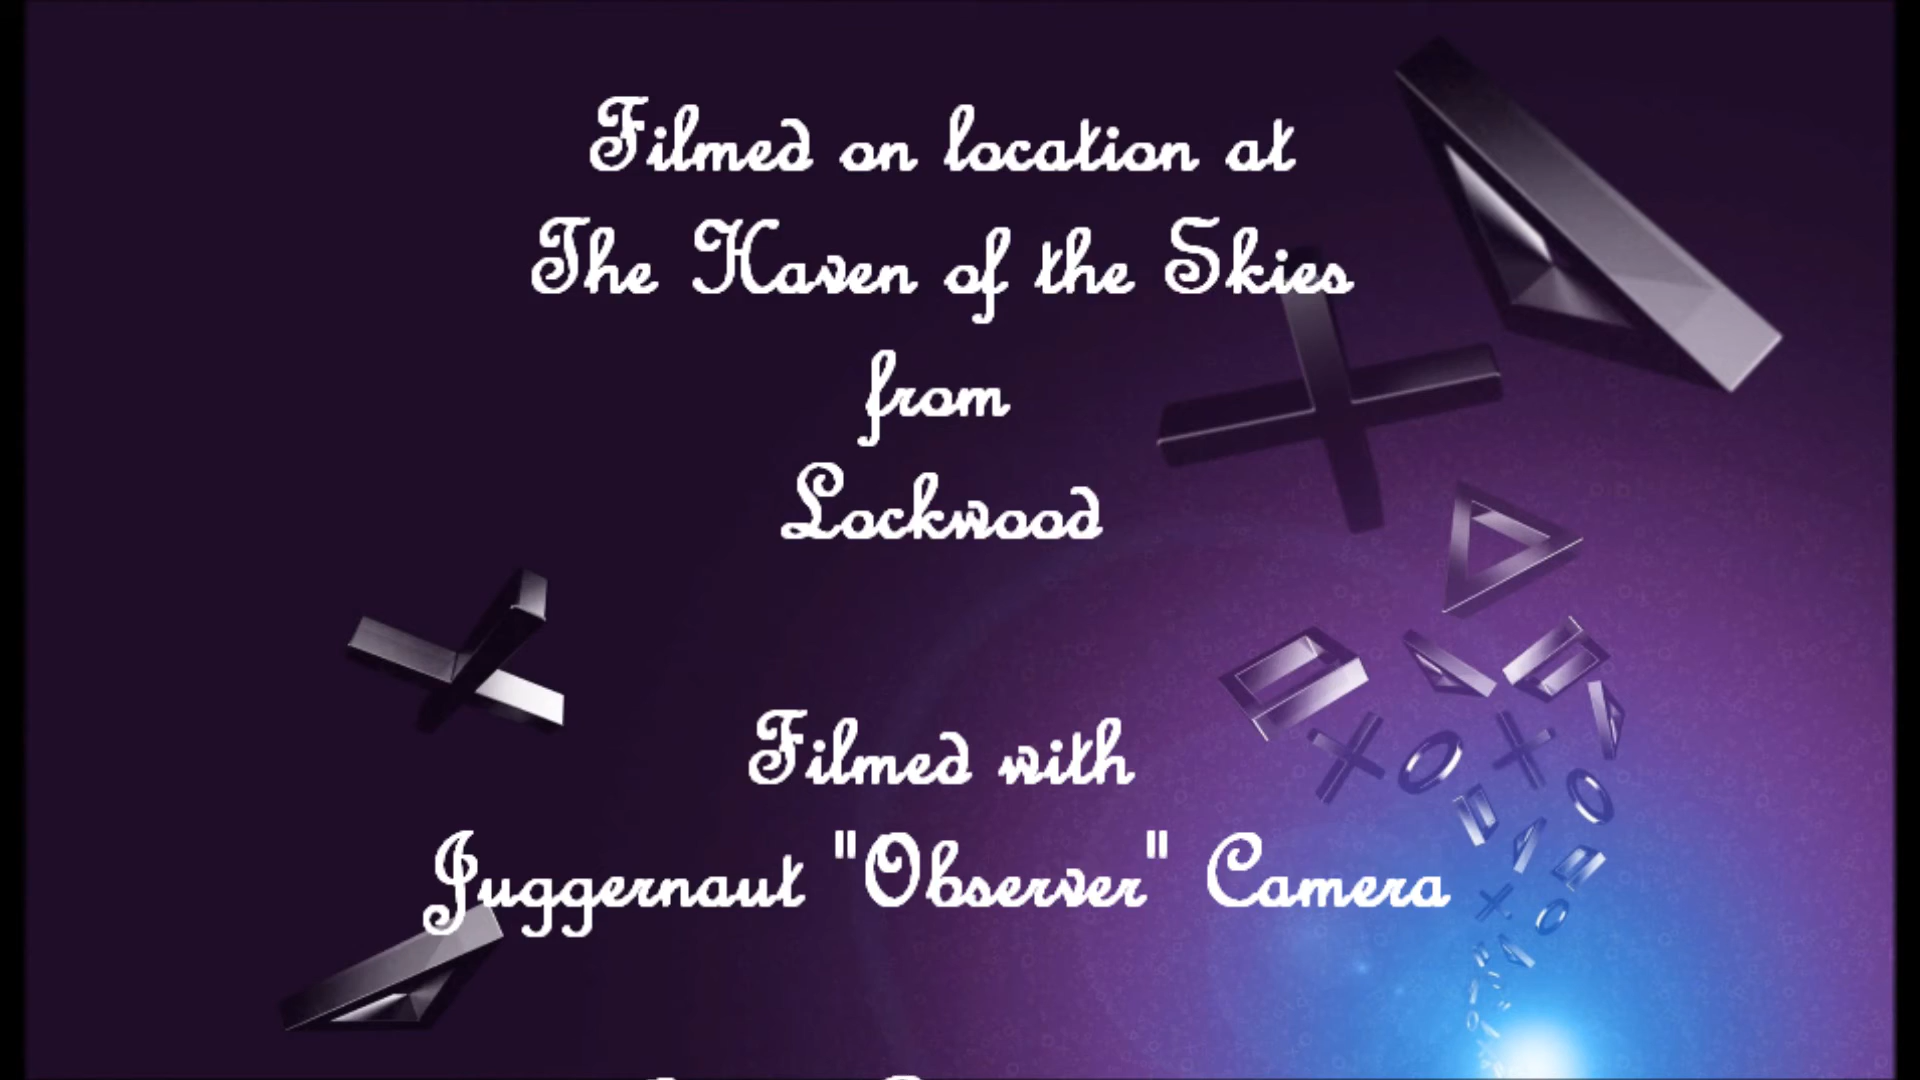 Filmed on location at
The Haven of the Skies
from
Lockwood
Filmed with
Juggernaut "Observer" Camera